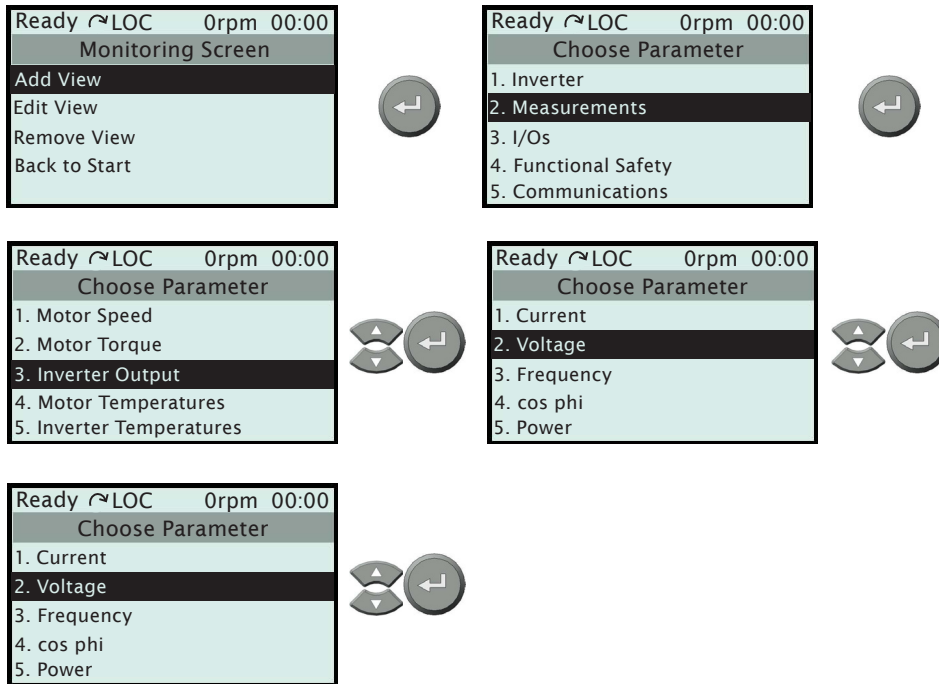 Ready LOC 0rpm 00:00
Monitoring Screen
Add View
Edit View
Remove View
Back to Start
Ready LOC 0rpm 00:00
Choose Parameter
1. Inverter
2. Measurements
3. I/Os
4. Functional Safety
5. Communications
Ready LOC 0rpm 00:00
Choose Parameter
1. Motor Speed
2. Motor Torque
3. Inverter Output
4. Motor Temperatures
5. Inverter Temperatures
Ready LOC 0rpm 00:00
Choose Parameter
1. Current
2. Voltage
3. Frequency
4. cos phi
5. Power
Ready LOC 0rpm 00:00
Choose Parameter
1. Current
2. Voltage
3. Frequency
4. cos phi
5. Power